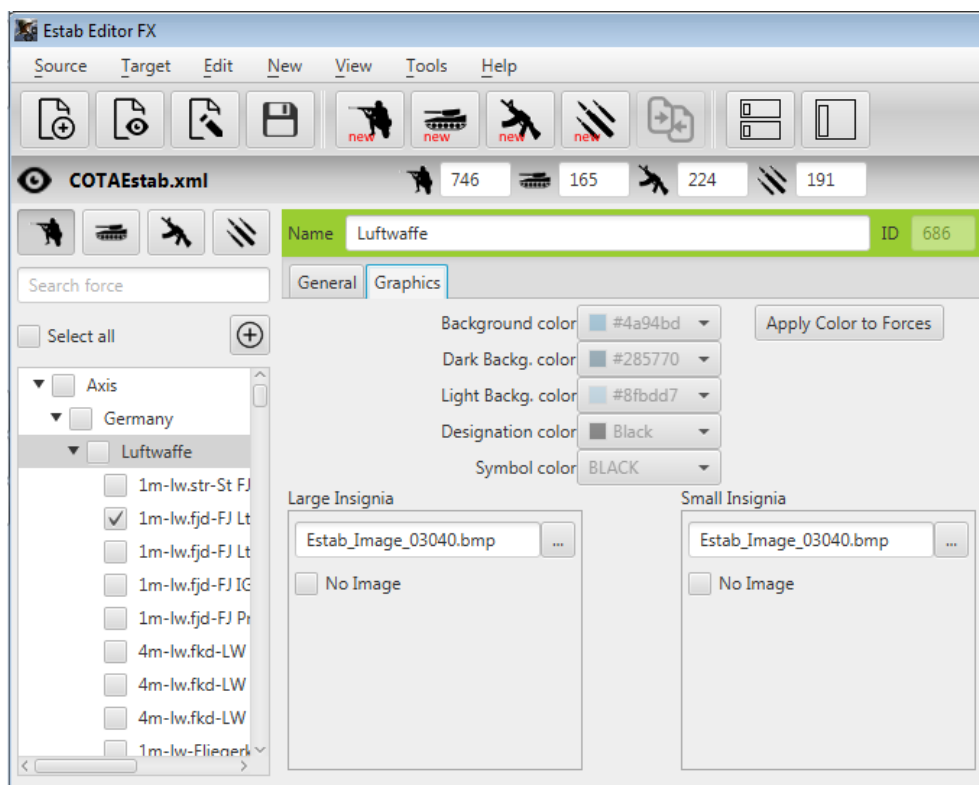 Estab Editor FX
Source Target Edit New View Tools Help
new new new new
COTAEstab.xml 746 165 224 191
Name Luftwaffe ID 686
Search force
General Graphics
Select all
Background color #4a94bd Apply Color to Forces
Dark Backg. color #285770
Light Backg. color #8fbdd7
Designation color Black
Symbol color BLACK
Axis
Germany
Luftwaffe
1m-lw.str-St FJ
1m-lw.fjd-FJ Lt
1m-lw.fjd-FJ Lt
1m-lw.fjd-FJ IG
1m-lw.fjd-FJ Pr
4m-lw.fkd-LW
4m-lw.fkd-LW
4m-lw.fkd-LW
1m-lw-Fliegerk
Large Insignia Small Insignia
Estab_Image_03040.bmp ... Estab_Image_03040.bmp ...
No Image No Image